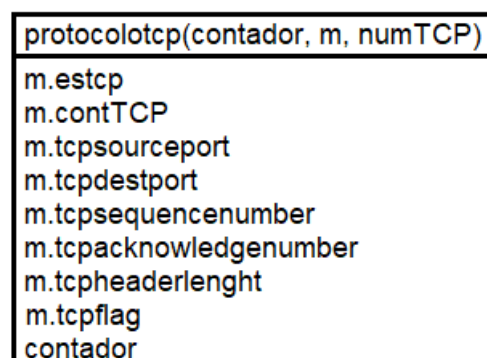 protocolotcp(contador, m, numTCP)
m.estcp
m.contTCP
m.tcpsourceport
m.tcpdestport
m.tcpsequencenumber
m.tcpacknowledgenumber
m.tcpheaderlenght
m.tcpflag
contador